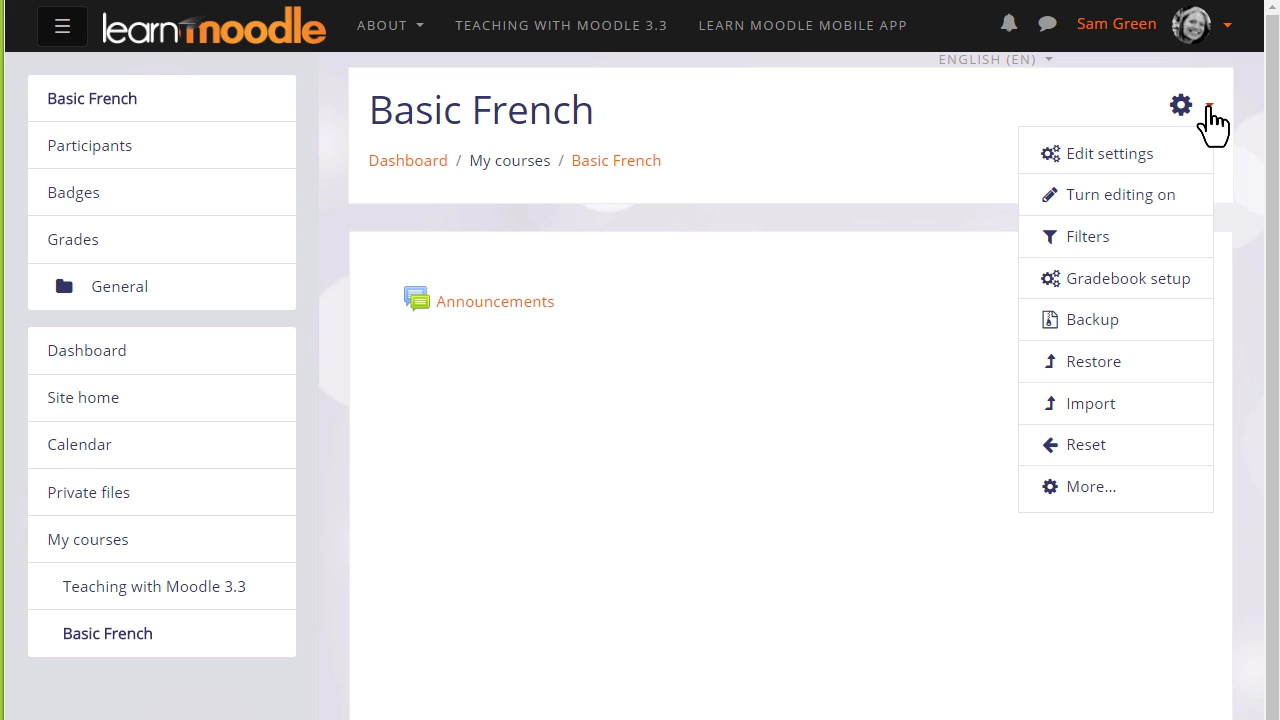 learn moodle
ABOUT
TEACHING WITH MOODLE 3.3
LEARN MOODLE MOBILE APP
Sam Green
ENGLISH (EN)
Basic French
Participants
Badges
Grades
General
Dashboard
Site home
Calendar
Private files
My courses
Teaching with Moodle 3.3
Basic French
Basic French
Dashboard / My courses / Basic French
Announcements
Edit settings
Turn editing on
Filters
Gradebook setup
Backup
Restore
Import
Reset
More...